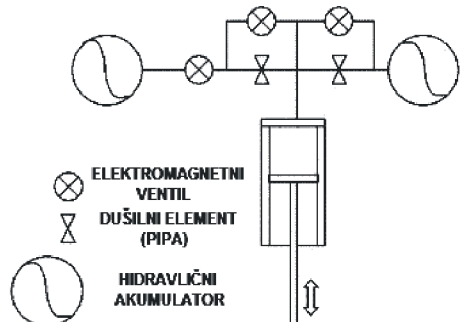 ELEKTROMAGNETNI
VENTIL
DUŠILNI ELEMENT
(PIPA)
HIDRAVLIČNI
AKUMULATOR